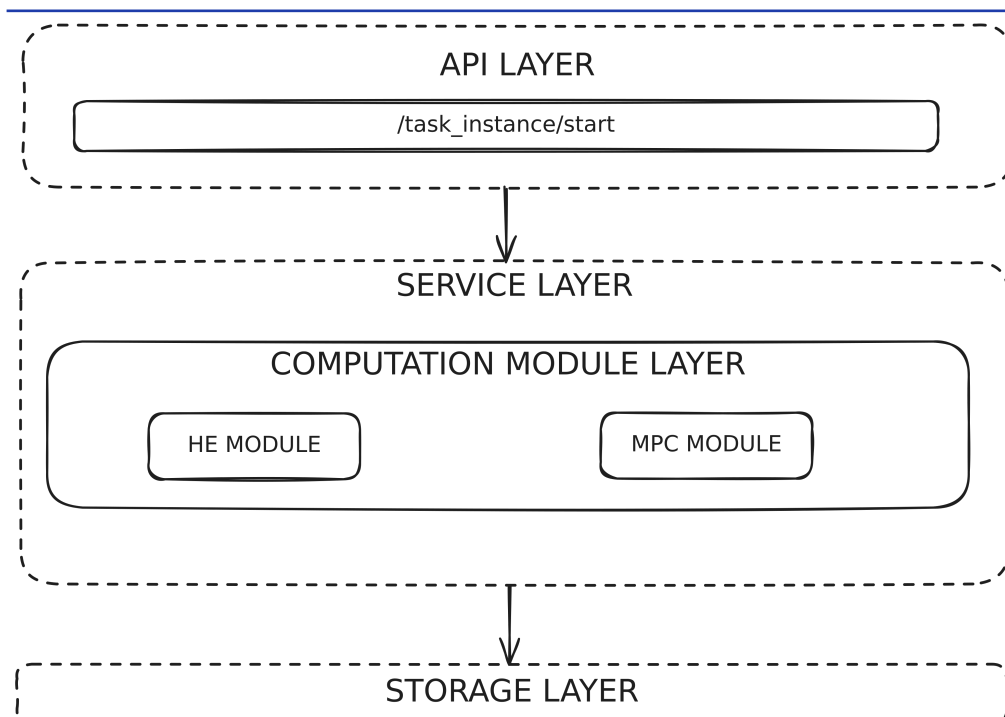 API LAYER
/task_instance/start
SERVICE LAYER
COMPUTATION MODULE LAYER
HE MODULE
MPC MODULE
STORAGE LAYER